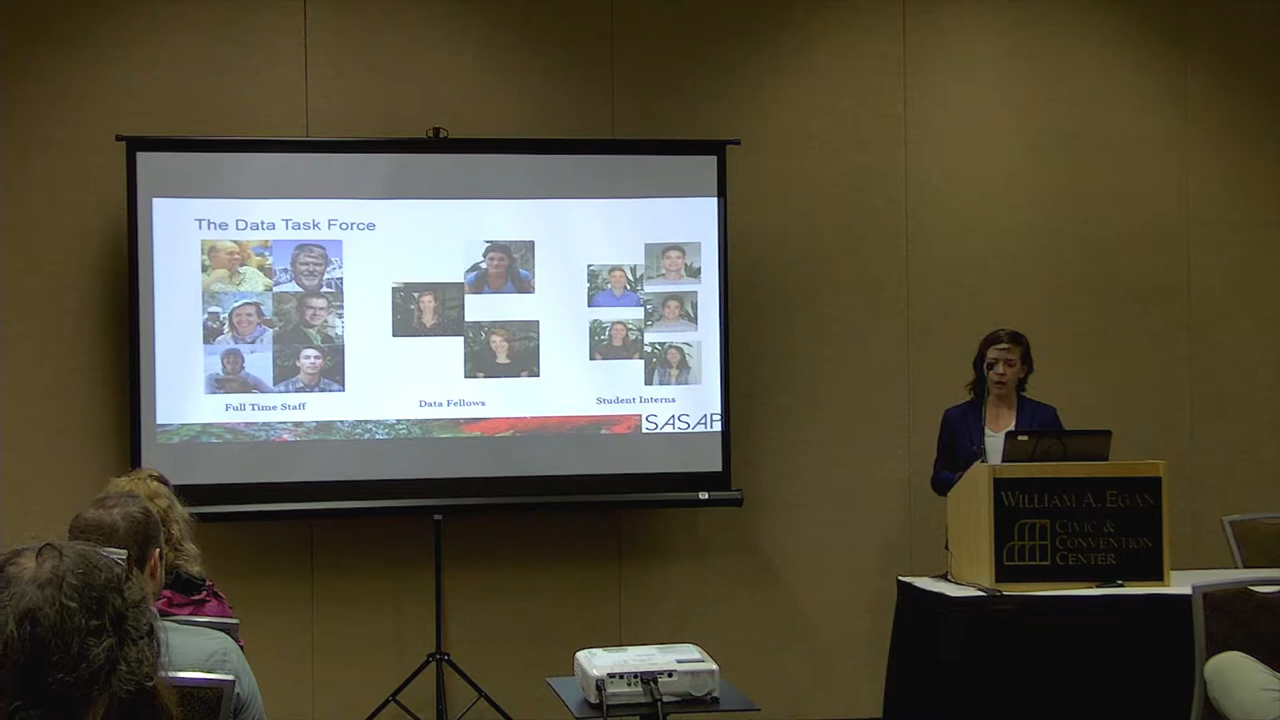 The Data Task Force
Full Time Staff
Data Fellows
Student Interns
SASAP
WILLIAM A. EGAN
CIVIC &
CONVENTION
CENTER